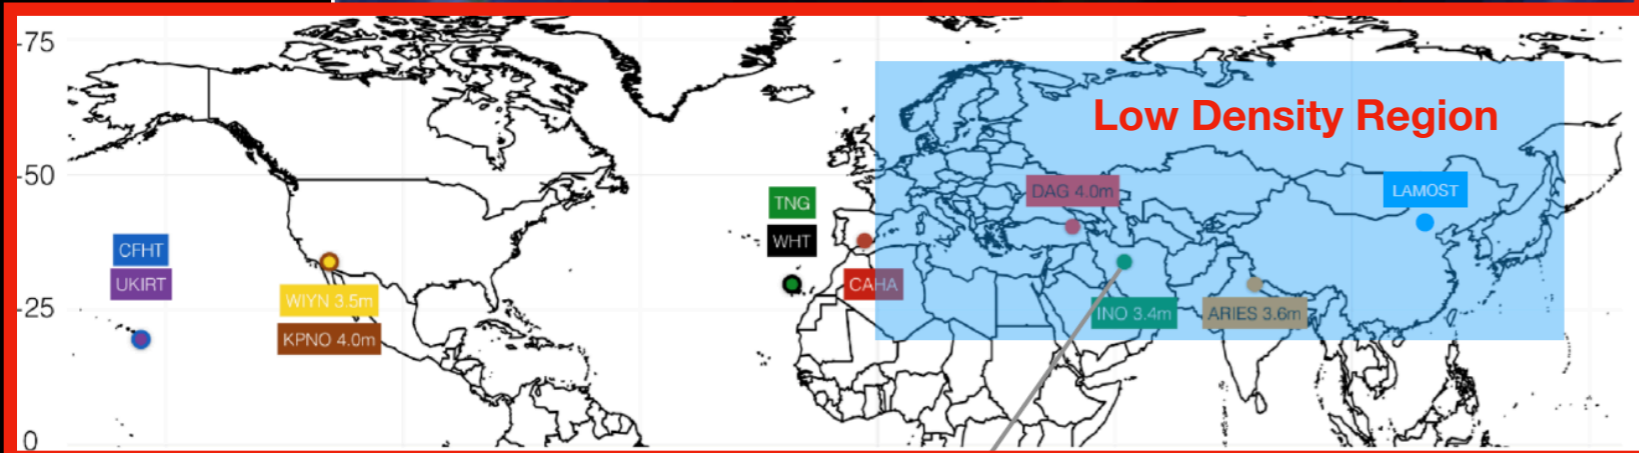 -75
Low Density Region
-50
DAG 4.0m
LAMOST
TNG
WHT
CFHT
UKIRT
CAHA
WIYN 3.5m
-25
INO 3.4m
ARIES 3.6m
KPNO 4.0m
0